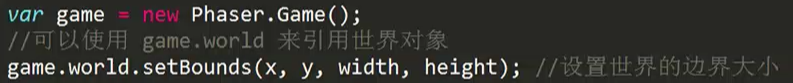 var game = new Phaser.Game();
//可以使用 game.world 来引用世界对象
game.world.setBounds(x, y, width, height); //设置世界的边界大小